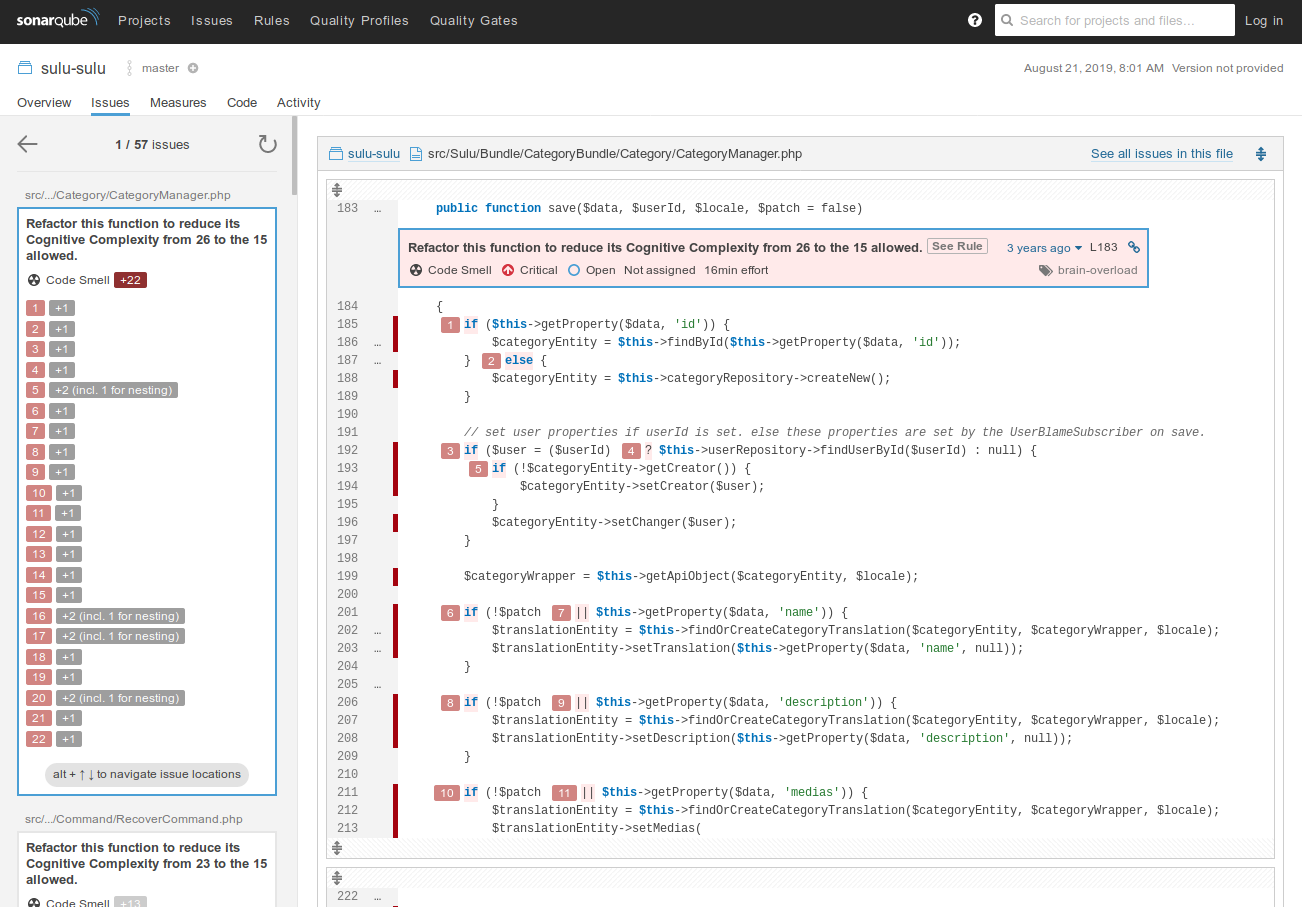 sonarqube Projects Issues Rules Quality Profiles Quality Gates ? Search for projects and files... Log in
sulu-sulu master August 21, 2019, 8:01 AM Version not provided
Overview Issues Measures Code Activity
1 / 57 issues
src/.../Category/CategoryManager.php
Refactor this function to reduce its
Cognitive Complexity from 26 to the 15
allowed.
Code Smell +22
1 +1
2 +1
3 +1
4 +1
5 +2 (incl. 1 for nesting)
6 +1
7 +1
8 +1
9 +1
10 +1
11 +1
12 +1
13 +1
14 +1
15 +1
16 +2 (incl. 1 for nesting)
17 +2 (incl. 1 for nesting)
18 +1
19 +1
20 +2 (incl. 1 for nesting)
21 +1
22 +1
alt + ↑ ↓ to navigate issue locations
src/.../Command/RecoverCommand.php
Refactor this function to reduce its
Cognitive Complexity from 23 to the 15
allowed.
Code Smell +13
sulu-sulu src/Sulu/Bundle/CategoryBundle/Category/CategoryManager.php See all issues in this file
183 … public function save($data, $userId, $locale, $patch = false)
Refactor this function to reduce its Cognitive Complexity from 26 to the 15 allowed. See Rule 3 years ago L183
Code Smell Critical Open Not assigned 16min effort brain-overload
184 {
185 1 if ($this->getProperty($data, 'id')) {
186 … $categoryEntity = $this->findById($this->getProperty($data, 'id'));
187 … } 2 else {
188 $categoryEntity = $this->categoryRepository->createNew();
189 }
190
191 // set user properties if userId is set. else these properties are set by the UserBlameSubscriber on save.
192 3 if ($user = ($userId) 4 ? $this->userRepository->findUserById($userId) : null) {
193 5 if (!$categoryEntity->getCreator()) {
194 $categoryEntity->setCreator($user);
195 }
196 $categoryEntity->setChanger($user);
197 }
198
199 $categoryWrapper = $this->getApiObject($categoryEntity, $locale);
200
201 6 if (!$patch 7 || $this->getProperty($data, 'name')) {
202 … $translationEntity = $this->findOrCreateCategoryTranslation($categoryEntity, $categoryWrapper, $locale);
203 … $translationEntity->setTranslation($this->getProperty($data, 'name', null));
204 }
205 …
206 8 if (!$patch 9 || $this->getProperty($data, 'description')) {
207 $translationEntity = $this->findOrCreateCategoryTranslation($categoryEntity, $categoryWrapper, $locale);
208 $translationEntity->setDescription($this->getProperty($data, 'description', null));
209 }
210
211 10 if (!$patch 11 || $this->getProperty($data, 'medias')) {
212 $translationEntity = $this->findOrCreateCategoryTranslation($categoryEntity, $categoryWrapper, $locale);
213 $translationEntity->setMedias(
222 …